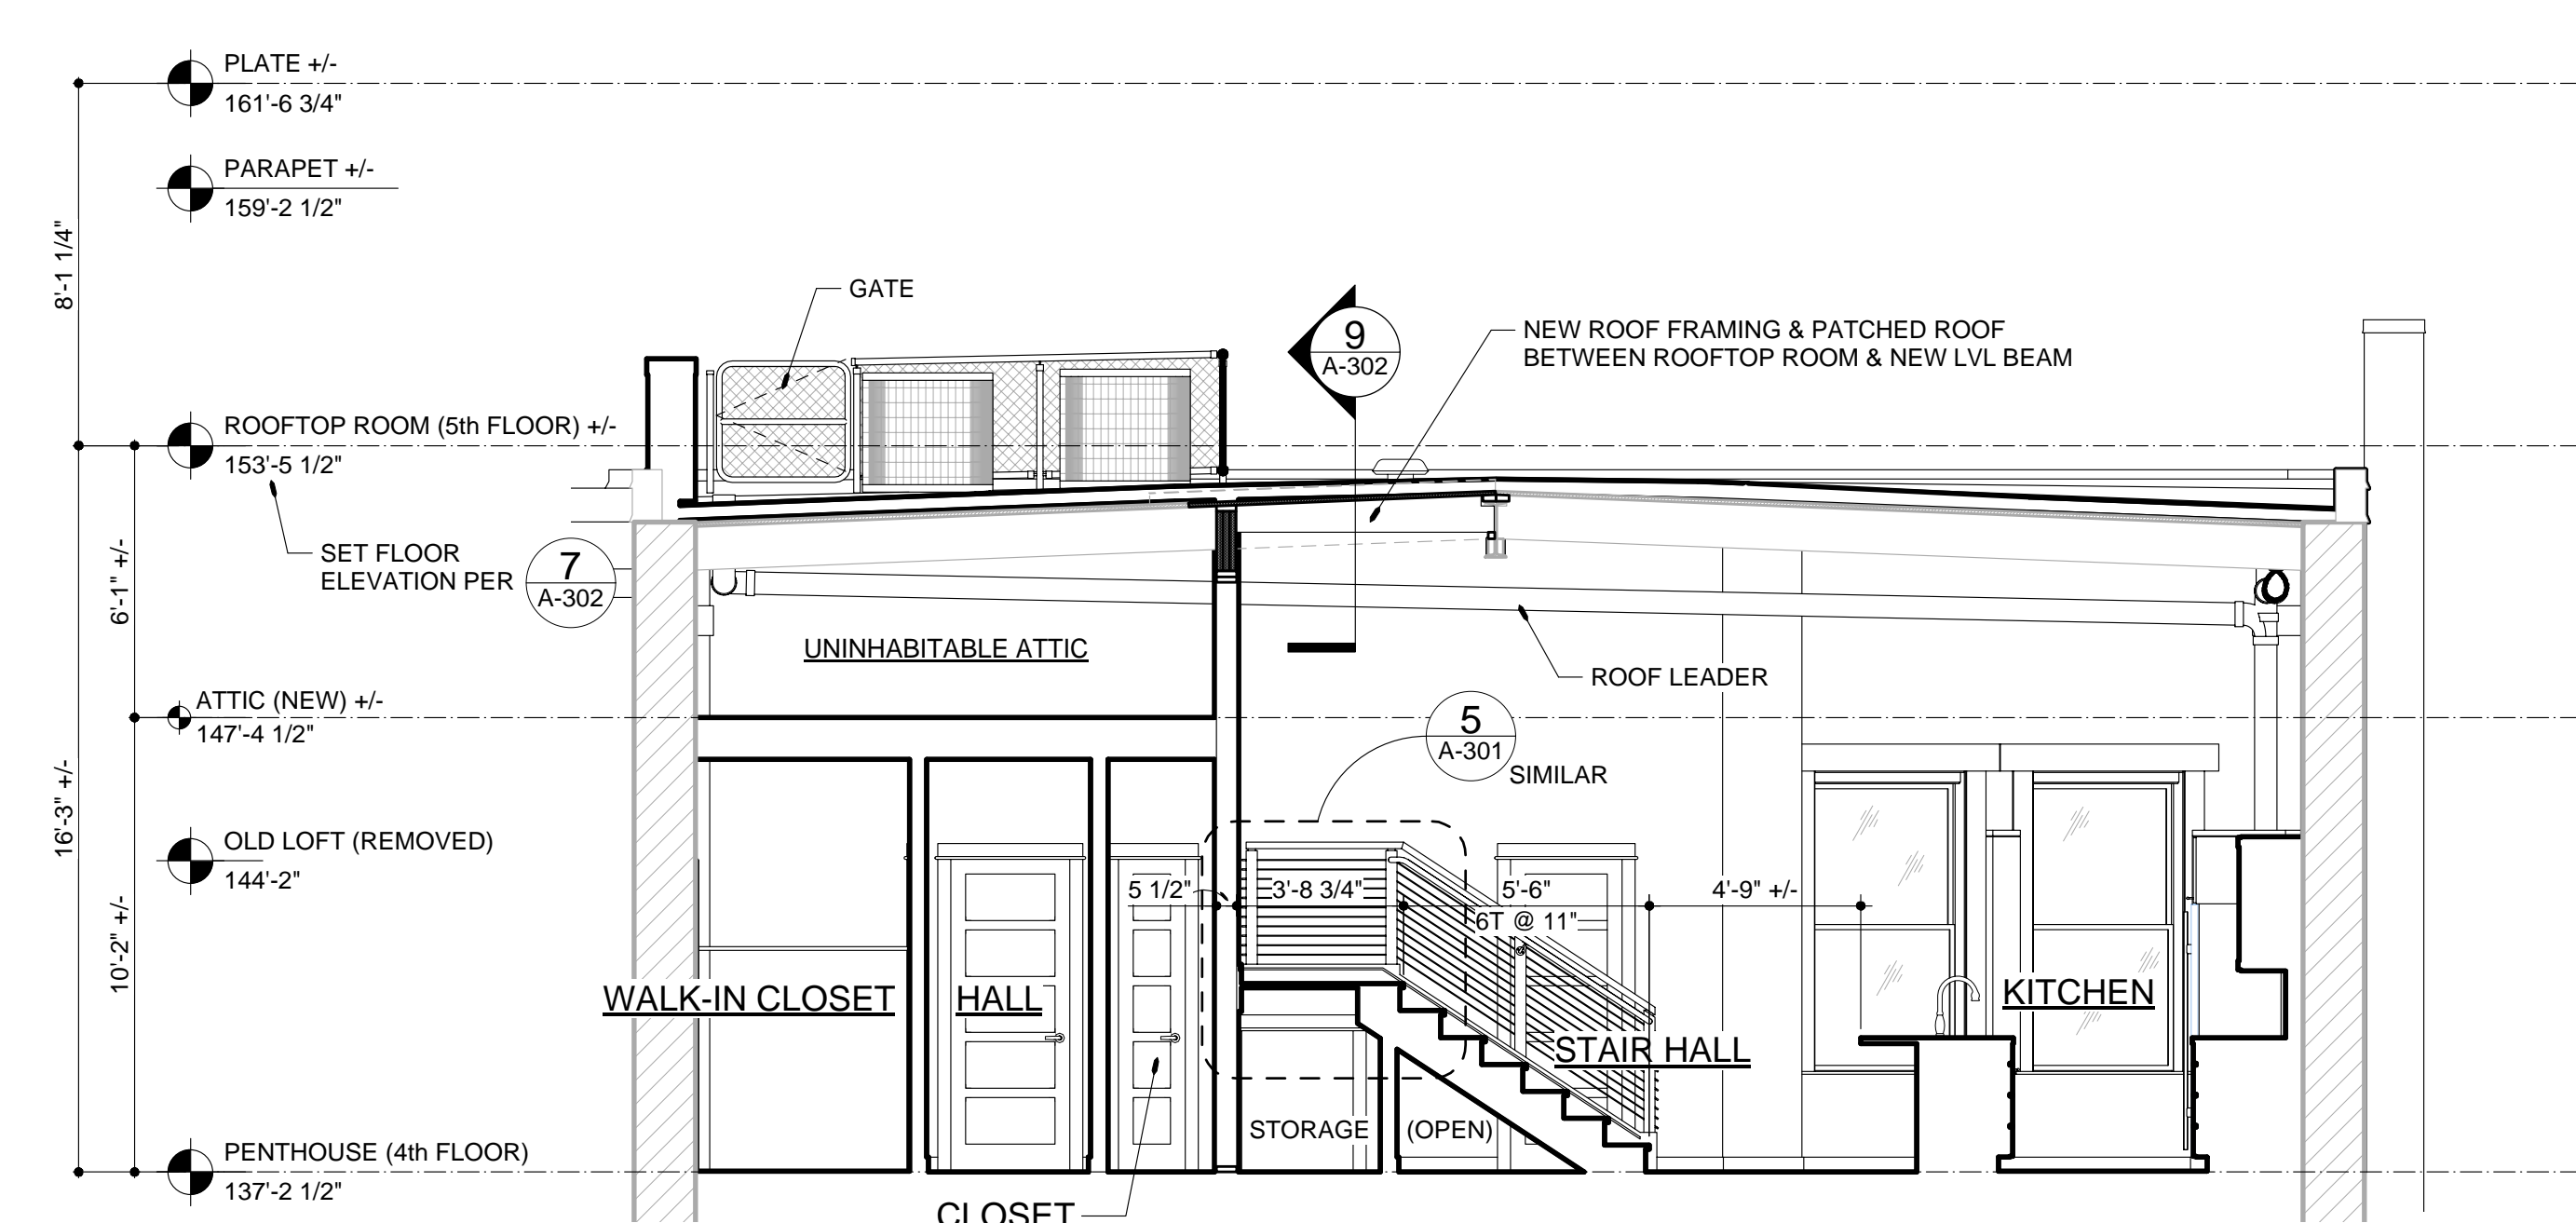 PLATE +/-
161'-6 3/4"
PARAPET +/-
159'-2 1/2"
8'-1 1/4"
GATE
9
A-302
NEW ROOF FRAMING & PATCHED ROOF
BETWEEN ROOFTOP ROOM & NEW LVL BEAM
ROOFTOP ROOM (5th FLOOR) +/-
153'-5 1/2"
SET FLOOR
ELEVATION PER
7
A-302
6'-1" +/-
UNINHABITABLE ATTIC
ROOF LEADER
ATTIC (NEW) +/-
147'-4 1/2"
5
A-301
SIMILAR
16'-3" +/-
OLD LOFT (REMOVED)
144'-2"
10'-2" +/-
5 1/2"
3'-8 3/4"
5'-6"
6T @ 11"
4'-9" +/-
WALK-IN CLOSET
HALL
KITCHEN
STAIR HALL
STORAGE
(OPEN)
PENTHOUSE (4th FLOOR)
137'-2 1/2"
CLOSET